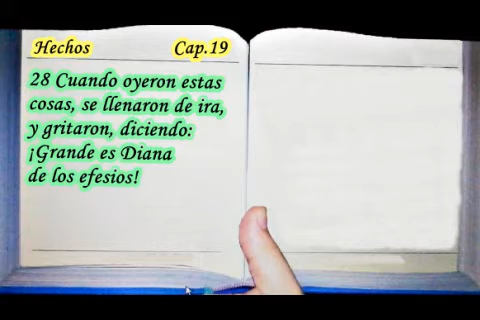 Hechos Cap.19
28 Cuando oyeron estas
cosas, se llenaron de ira,
y gritaron, diciendo:
¡Grande es Diana
de los efesios!